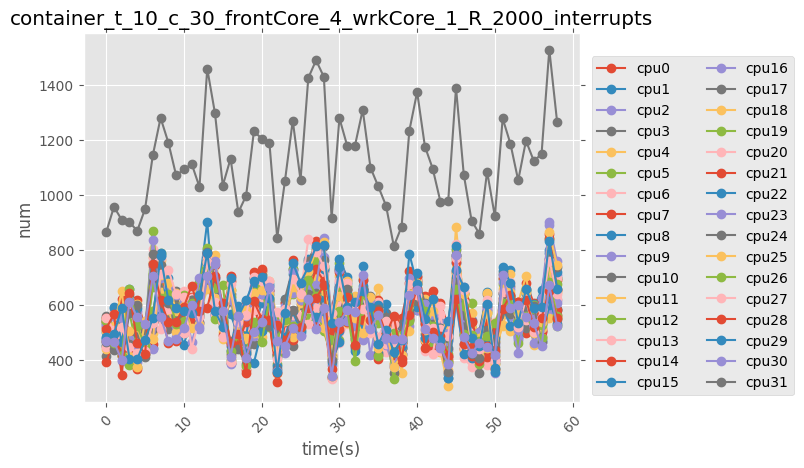 container_t_10_c_30_frontCore_4_wrkCore_1_R_2000_interrupts
1400
1200
1000
800
600
400
num
0
10
20
30
40
50
60
time(s)
cpu0
cpu1
cpu2
cpu3
cpu4
cpu5
cpu6
cpu7
cpu8
cpu9
cpu10
cpu11
cpu12
cpu13
cpu14
cpu15
cpu16
cpu17
cpu18
cpu19
cpu20
cpu21
cpu22
cpu23
cpu24
cpu25
cpu26
cpu27
cpu28
cpu29
cpu30
cpu31